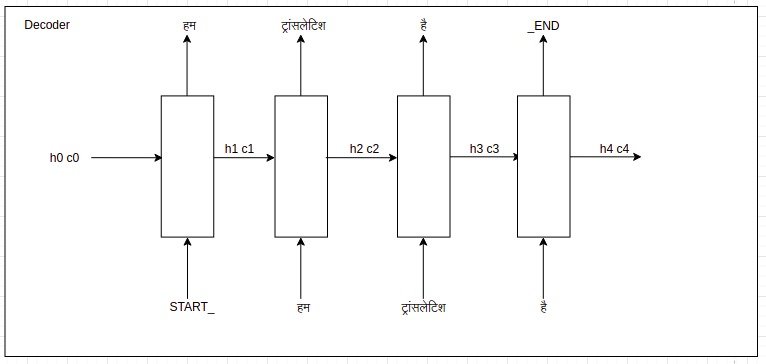 Decoder
हम ट्रांसलेटिश है _END
h0 c0 h1 c1 h2 c2 h3 c3 h4 c4
START_ हम ट्रांसलेटिश है